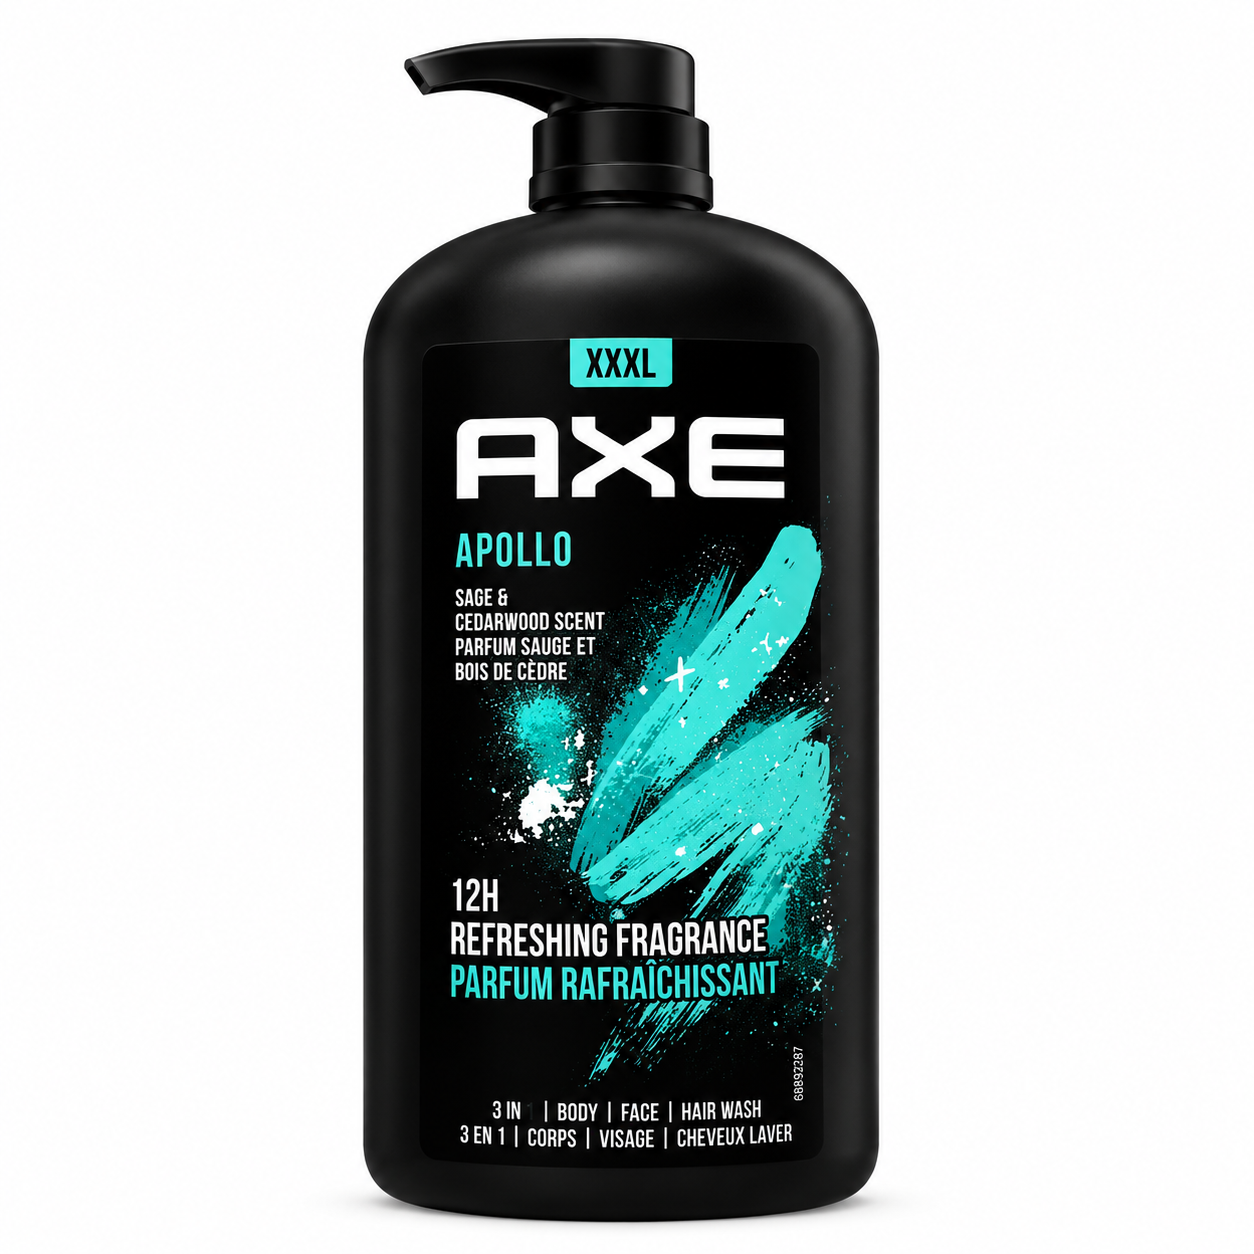 XXXL
AXE
APOLLO
SAGE &
CEDARWOOD SCENT
PARFUM SAUGE ET
BOIS DE CÈDRE
12H
REFRESHING FRAGRANCE
PARFUM RAFRAÎCHISSANT
68892287
3 IN | BODY | FACE | HAIR WASH
3 EN 1 | CORPS | VISAGE | CHEVEUX LAVER